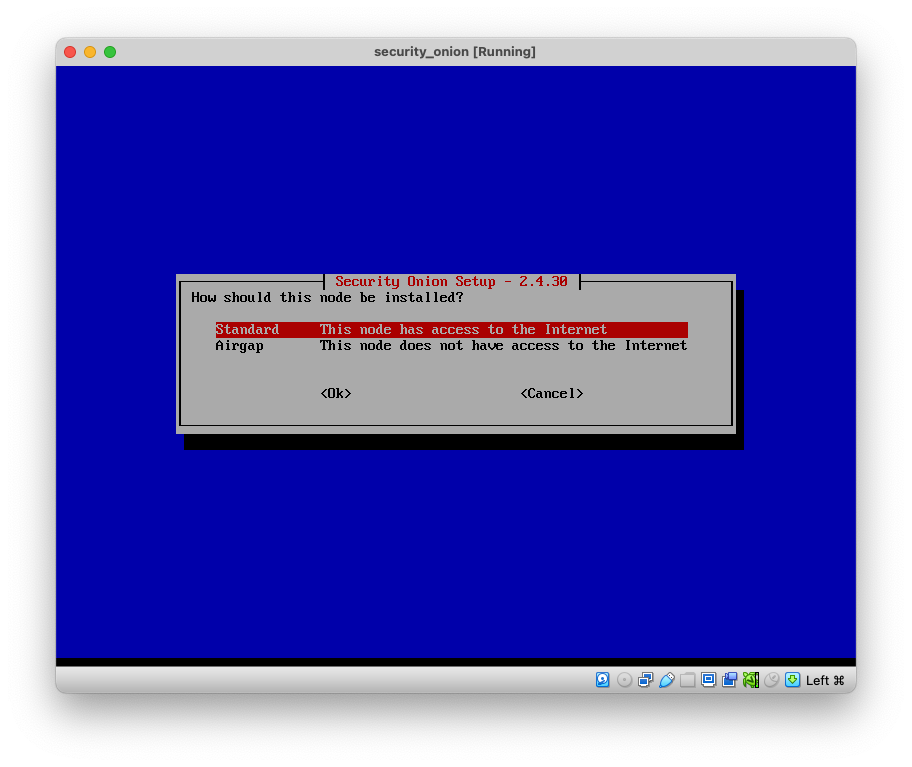 security_onion [Running]
Security Onion Setup - 2.4.30
How should this node be installed?
Standard This node has access to the Internet
Airgap This node does not have access to the Internet
<Ok> <Cancel>
Left ⌘